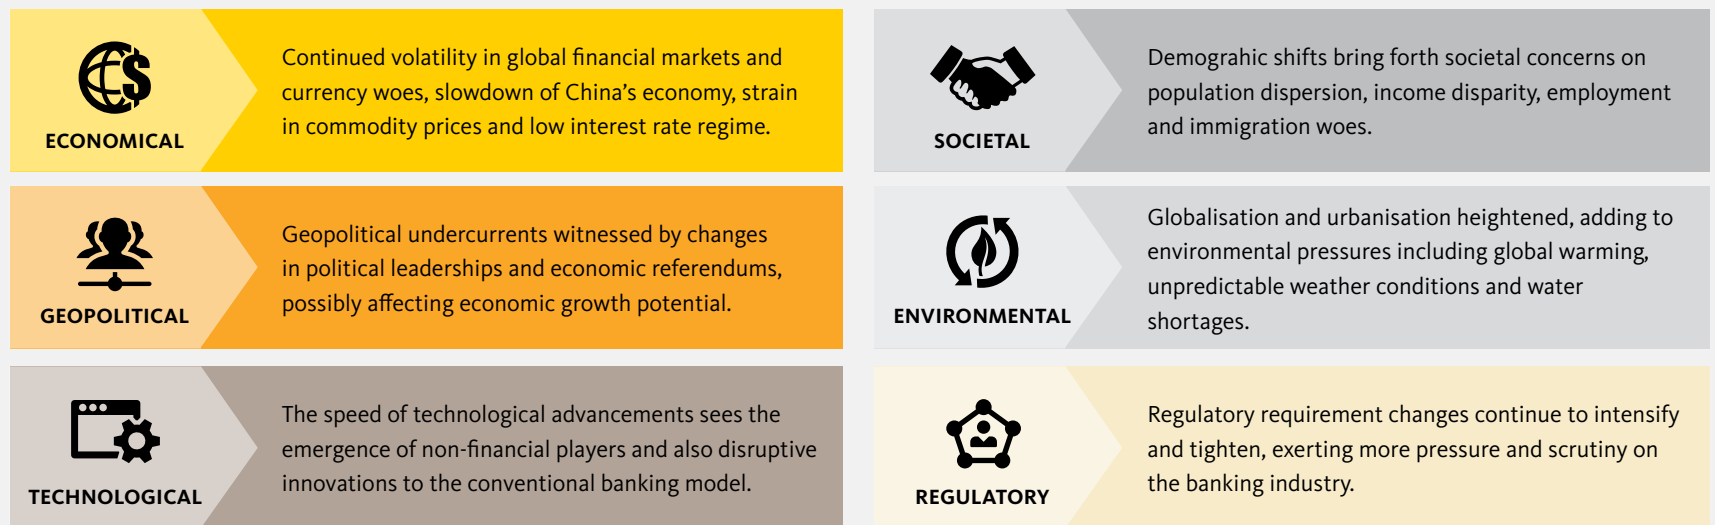 ECONOMICAL
Continued volatility in global financial markets and
currency woes, slowdown of China’s economy, strain
in commodity prices and low interest rate regime.
SOCIETAL
Demograhic shifts bring forth societal concerns on
population dispersion, income disparity, employment
and immigration woes.
GEOPOLITICAL
Geopolitical undercurrents witnessed by changes
in political leaderships and economic referendums,
possibly affecting economic growth potential.
ENVIRONMENTAL
Globalisation and urbanisation heightened, adding to
environmental pressures including global warming,
unpredictable weather conditions and water
shortages.
TECHNOLOGICAL
The speed of technological advancements sees the
emergence of non-financial players and also disruptive
innovations to the conventional banking model.
REGULATORY
Regulatory requirement changes continue to intensify
and tighten, exerting more pressure and scrutiny on
the banking industry.